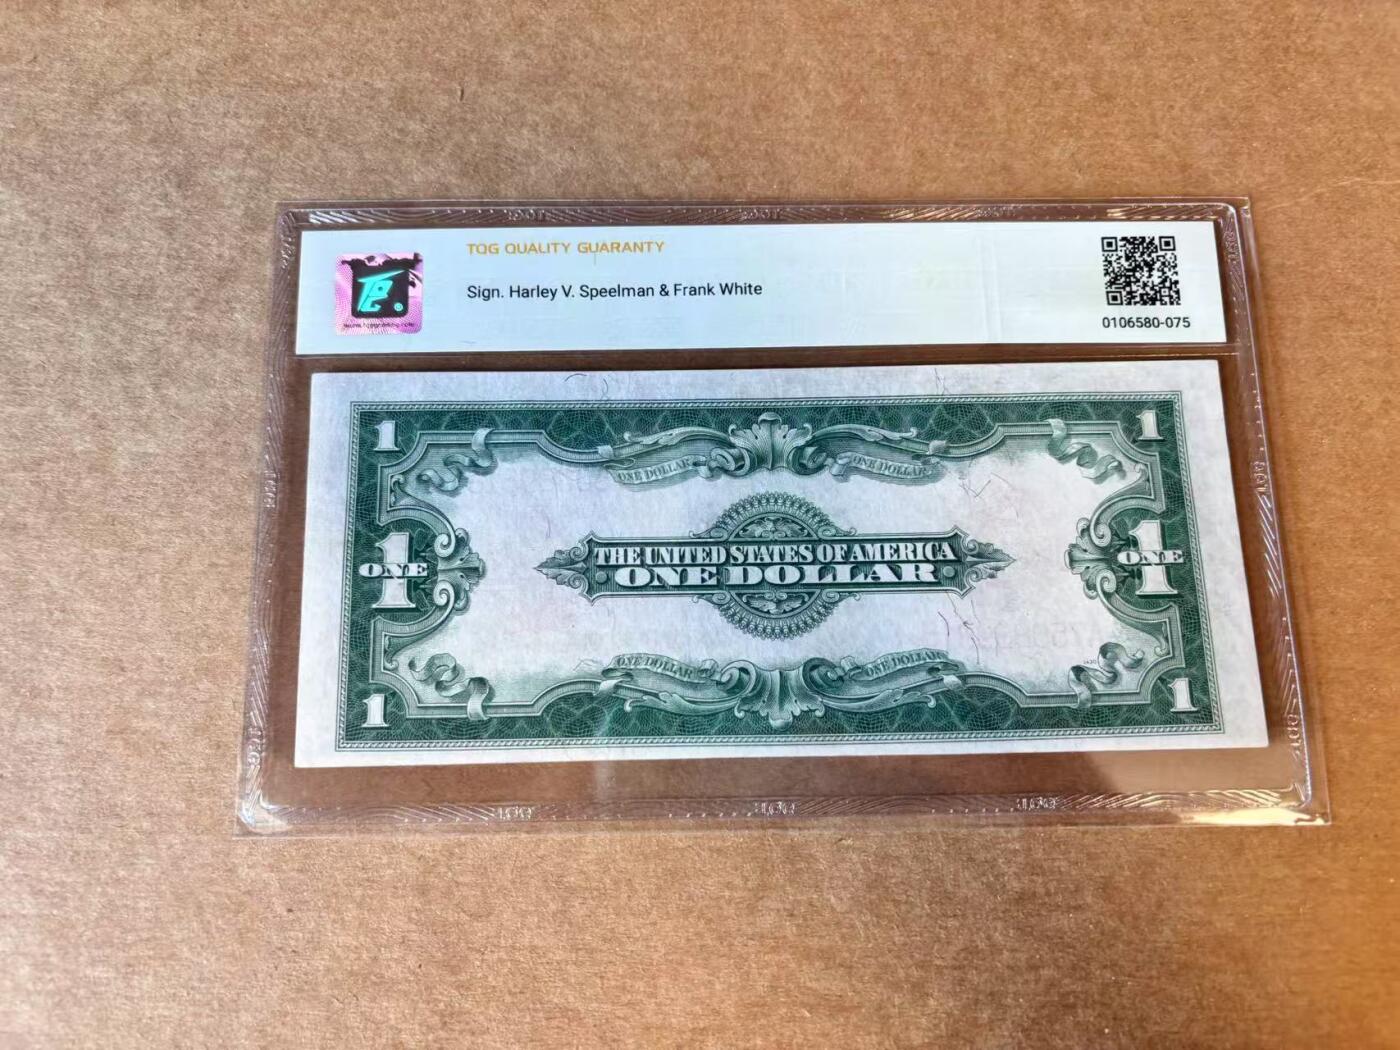 TQG QUALITY GUARANTY
Sign. Harley V. Speelman & Frank White
0106580-075
1 1
ONE DOLLAR ONE DOLLAR
1 ONE
THE UNITED STATES OF AMERICA
ONE DOLLAR
1 ONE
ONE DOLLAR ONE DOLLAR
1 1